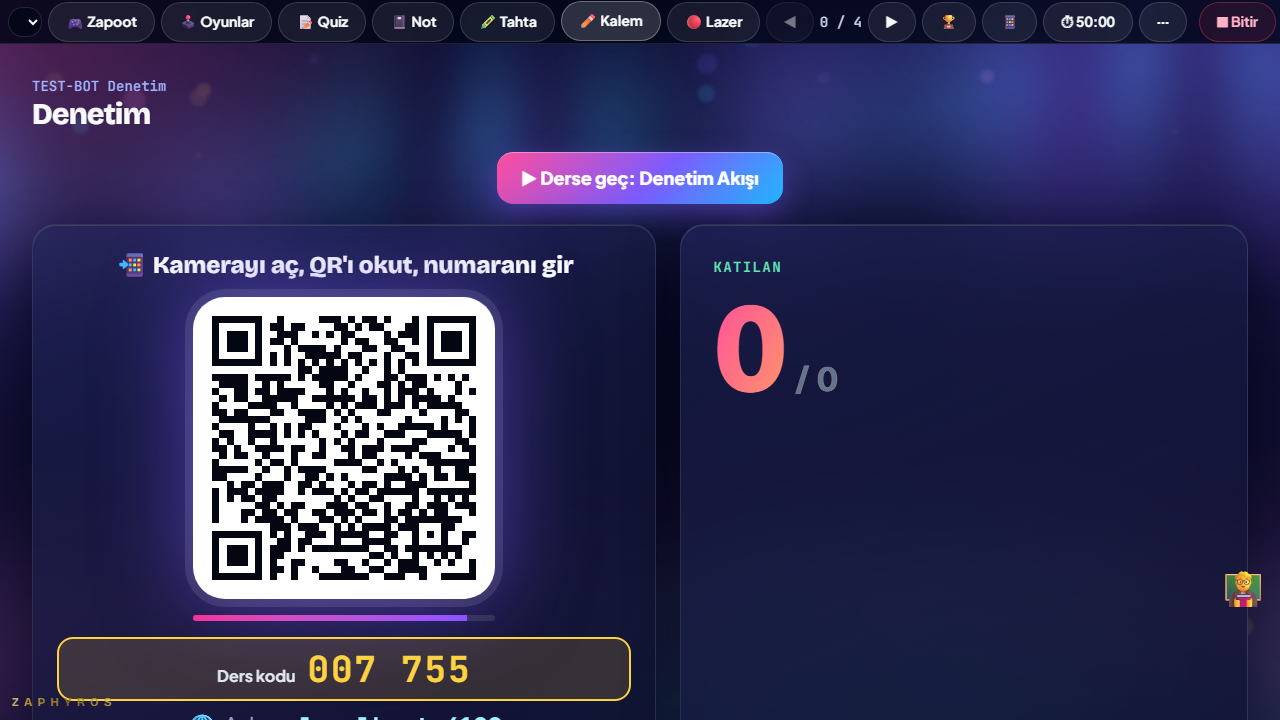 Zapoot
Oyunlar
Quiz
Not
Tahta
Kalem
Lazer
0 / 4
50:00
---
Bitir
TEST-BOT Denetim
Denetim
Derse geç: Denetim Akışı
Kamerayı aç, QR'ı okut, numaranı gir
KATILAN
0 / 0
Ders kodu 007 755
ZAPHYROS